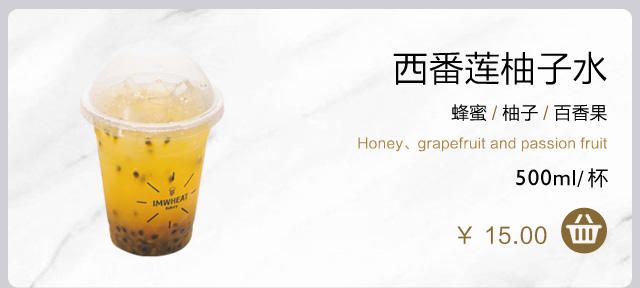 西番莲柚子水
蜂蜜 / 柚子 / 百香果
Honey、grapefruit and passion fruit
500ml/杯
¥ 15.00
IMWHEAT